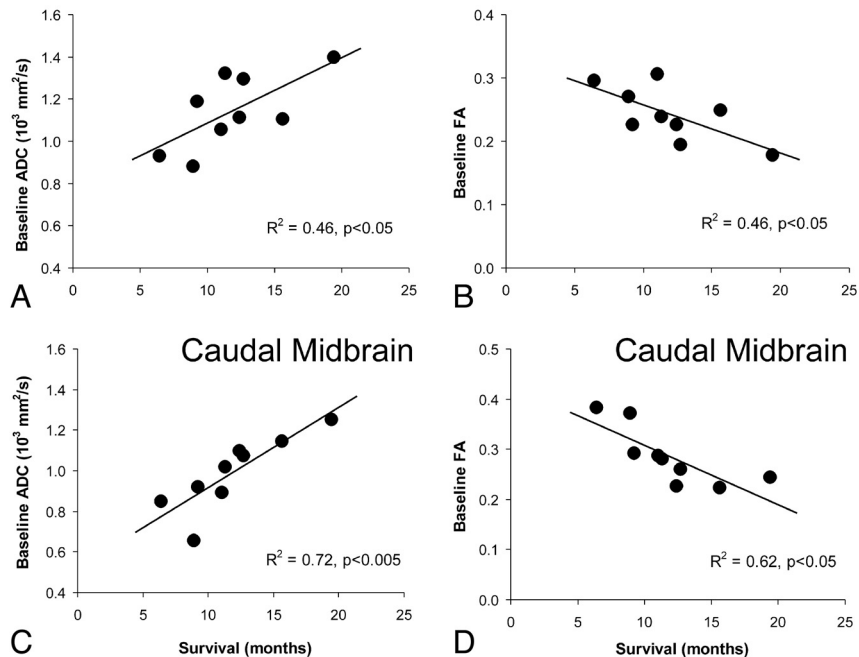 1.6
1.4
1.2
1.0
0.8
0.6
0.4
Baseline ADC (10³ mm²/s)
R² = 0.46, p<0.05
0 5 10 15 20 25
A
0.4
0.3
0.2
0.1
0.0
Baseline FA
R² = 0.46, p<0.05
0 5 10 15 20 25
B
Caudal Midbrain
1.6
1.4
1.2
1.0
0.8
0.6
0.4
Baseline ADC (10³ mm²/s)
R² = 0.72, p<0.005
0 5 10 15 20 25
Survival (months)
C
Caudal Midbrain
0.5
0.4
0.3
0.2
0.1
0.0
Baseline FA
R² = 0.62, p<0.05
0 5 10 15 20 25
Survival (months)
D